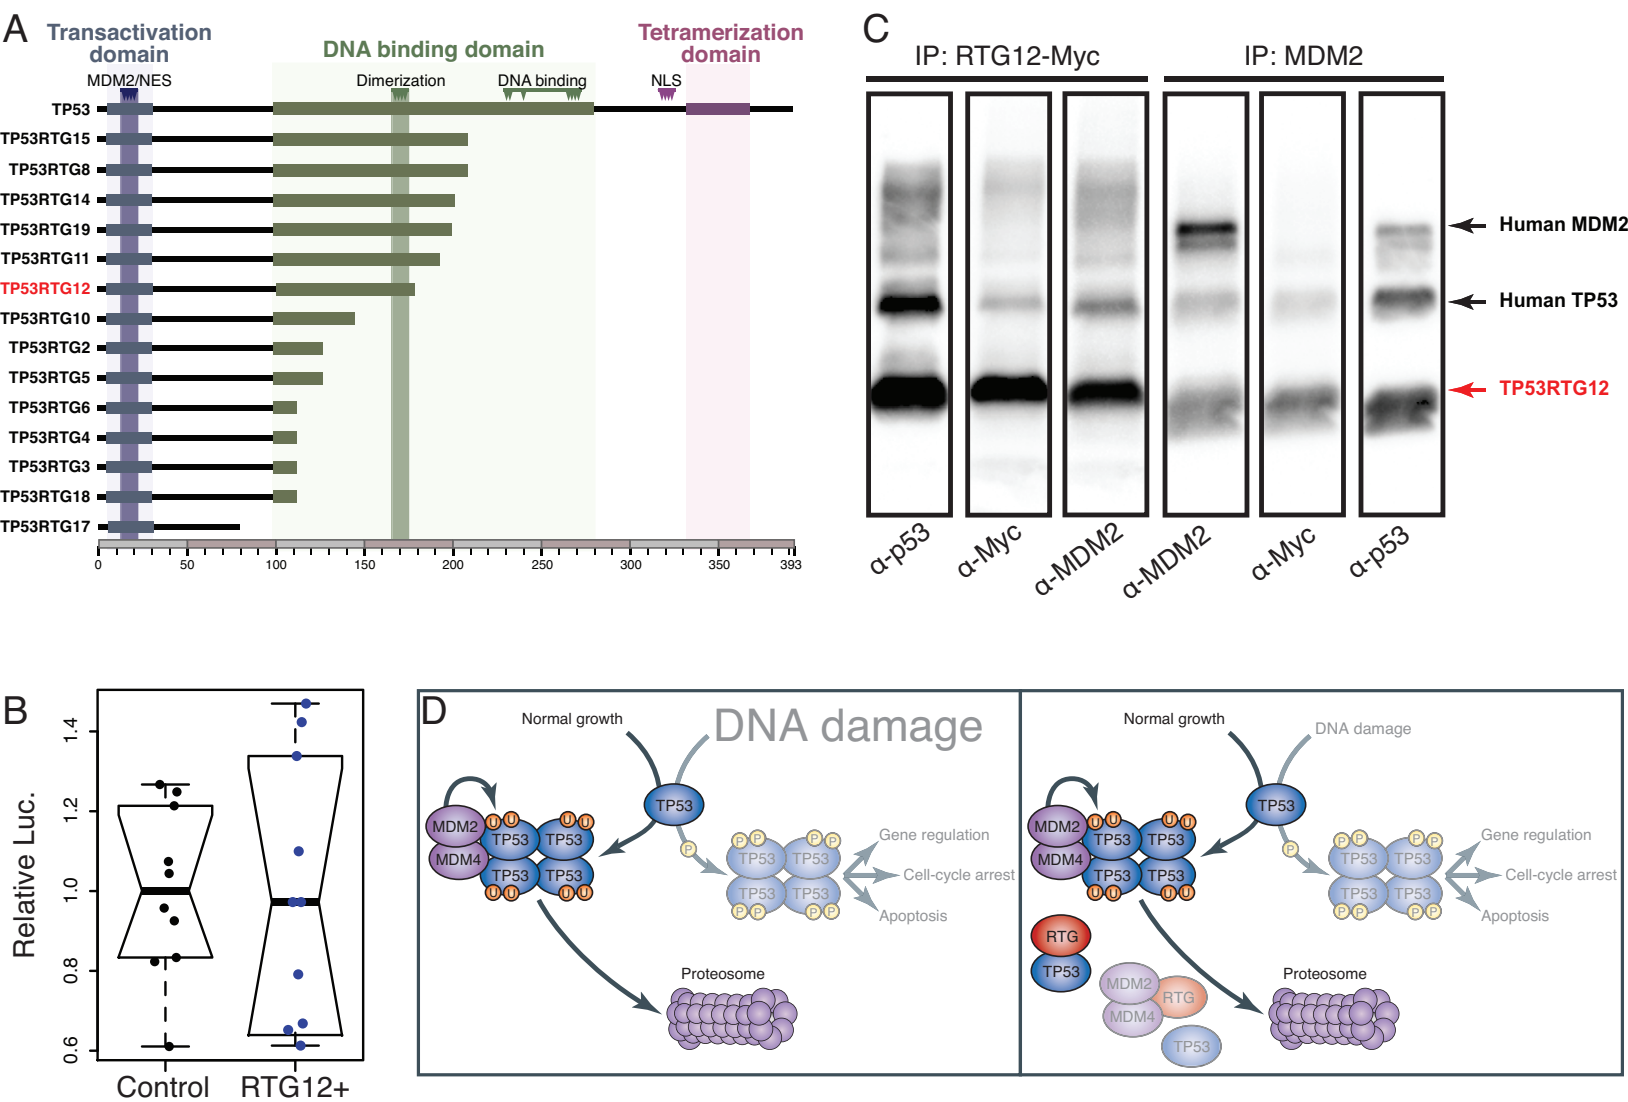 A
Transactivation
domain
DNA binding domain
Tetramerization
domain
MDM2/NES
Dimerization
DNA binding
NLS
TP53
TP53RTG15
TP53RTG8
TP53RTG14
TP53RTG19
TP53RTG11
TP53RTG12
TP53RTG10
TP53RTG2
TP53RTG5
TP53RTG6
TP53RTG4
TP53RTG3
TP53RTG18
TP53RTG17
0 50 100 150 200 250 300 350 393
C
IP: RTG12-Myc
IP: MDM2
Human MDM2
Human TP53
TP53RTG12
α-p53
α-Myc
α-MDM2
α-MDM2
α-Myc
α-p53
B
Relative Luc.
1.4
1.2
1.0
0.8
0.6
Control
RTG12+
D
Normal growth
DNA damage
TP53
MDM2
MDM4
U U U U
TP53 TP53
TP53 TP53
U U U U
P
P P P P
TP53 TP53
TP53 TP53
P P P P
Gene regulation
Cell-cycle arrest
Apoptosis
Proteosome
Normal growth
DNA damage
TP53
MDM2
MDM4
U U U U
TP53 TP53
TP53 TP53
U U U U
P
P P P P
TP53 TP53
TP53 TP53
P P P P
Gene regulation
Cell-cycle arrest
Apoptosis
RTG
TP53
MDM2
RTG
MDM4
TP53
Proteosome